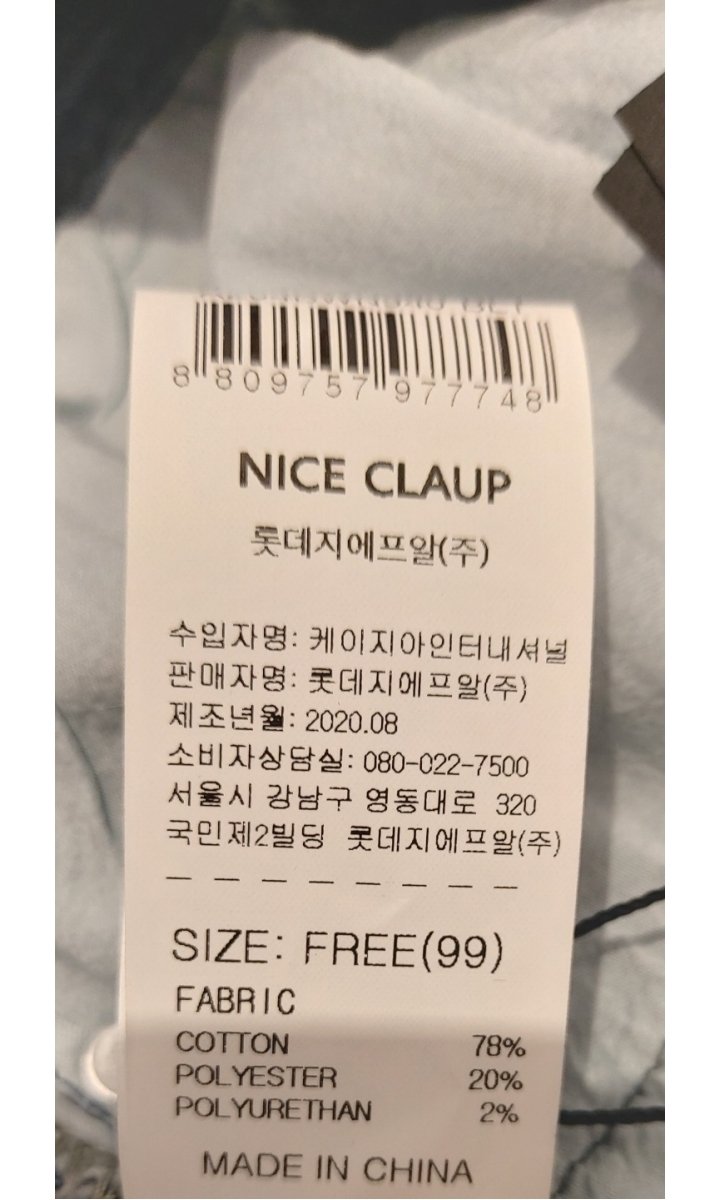 8 809757 977748
NICE CLAUP
롯데지에프알(주)
수입자명: 케이지아인터내셔널
판매자명: 롯데지에프알(주)
제조년월: 2020.08
소비자상담실: 080-022-7500
서울시 강남구 영동대로 320
국민제2빌딩 롯데지에프알(주)
SIZE: FREE(99)
FABRIC
COTTON 78%
POLYESTER 20%
POLYURETHAN 2%
MADE IN CHINA